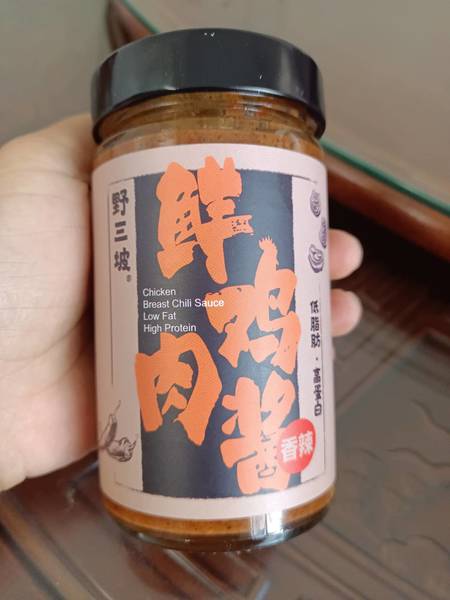 野三坡®
鲜
鸡
肉
酱
Chicken
Breast Chili Sauce
Low Fat
High Protein
低脂肪·高蛋白
香辣